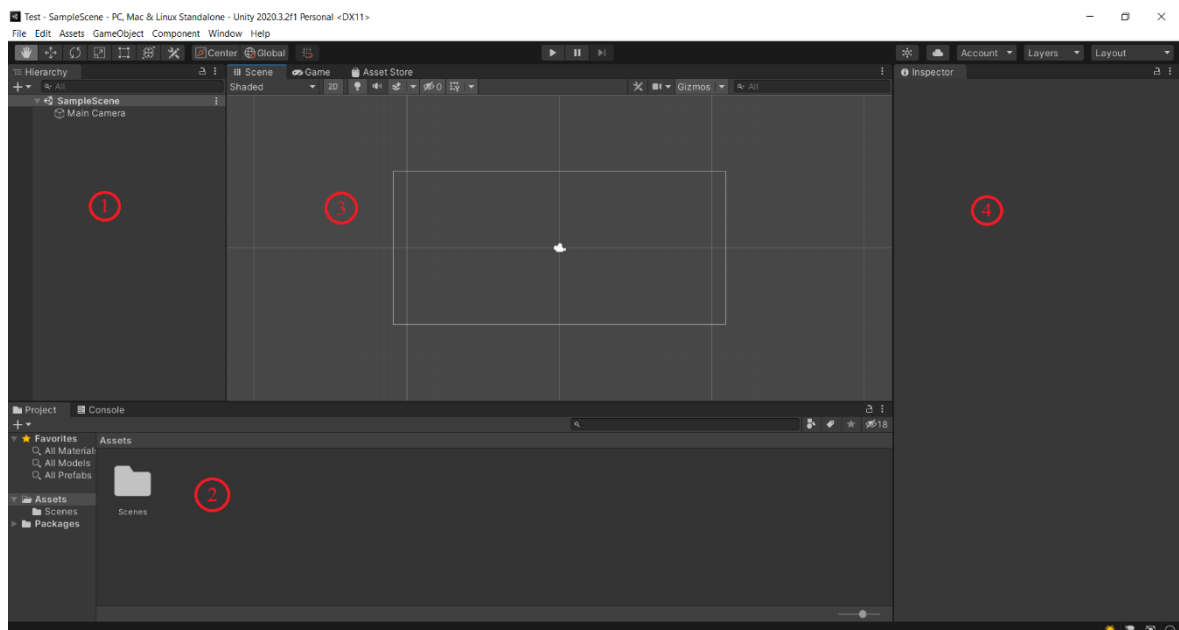 Test - SampleScene - PC, Mac & Linux Standalone - Unity 2020.3.2f1 Personal <DX11>
File Edit Assets GameObject Component Window Help
Center Global Account Layers Layout
Hierarchy
Scene Game Asset Store
Inspector
All
Shaded 2D 0 Gizmos All
SampleScene
Main Camera
1
3
4
Project Console
18
Favorites
All Materials
All Models
All Prefabs
Assets
Scenes
Packages
Assets
Scenes
2